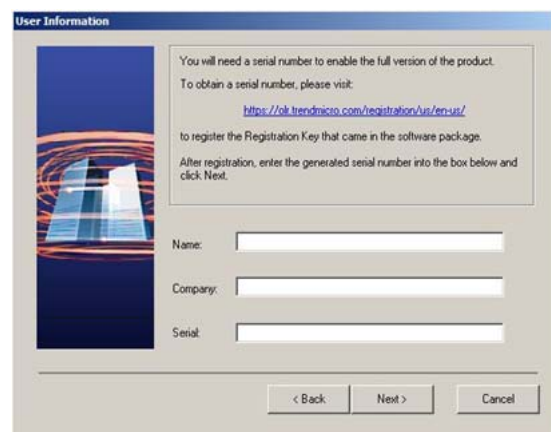 User Information
You will need a serial number to enable the full version of the product.
To obtain a serial number, please visit:
https://olr.trendmicro.com/registration/us/en-us/
to register the Registration Key that came in the software package.
After registration, enter the generated serial number into the box below and
click Next.
Name:
Company:
Serial:
< Back
Next >
Cancel